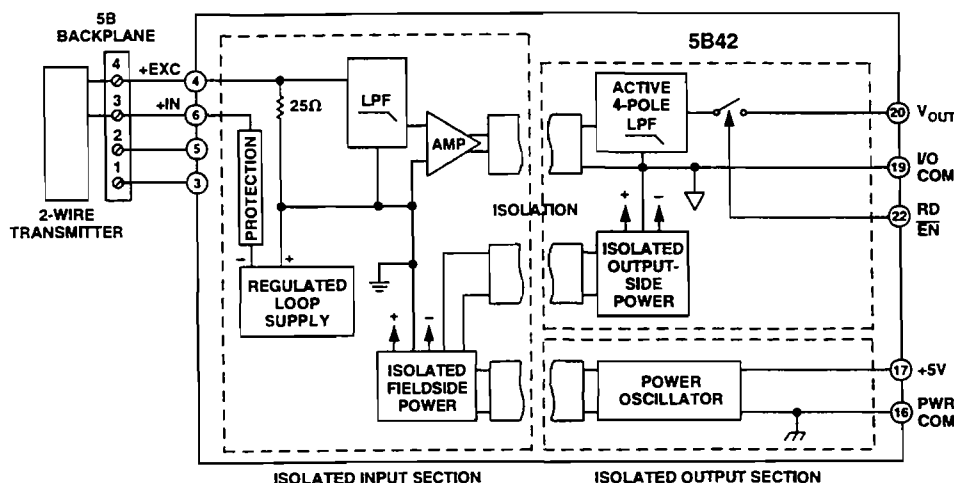 5B
BACKPLANE
5B42
4
+EXC
4
3
+IN
6
2
5
1
3
2-WIRE
TRANSMITTER
PROTECTION
25Ω
LPF
AMP
− +
REGULATED
LOOP
SUPPLY
+ −
ISOLATED
FIELDSIDE
POWER
ISOLATION
ACTIVE
4-POLE
LPF
+ −
ISOLATED
OUTPUT-
SIDE
POWER
POWER
OSCILLATOR
20 VOUT
19 I/O
COM
22 RD
EN
17 +5V
16 PWR
COM
ISOLATED INPUT SECTION
ISOLATED OUTPUT SECTION